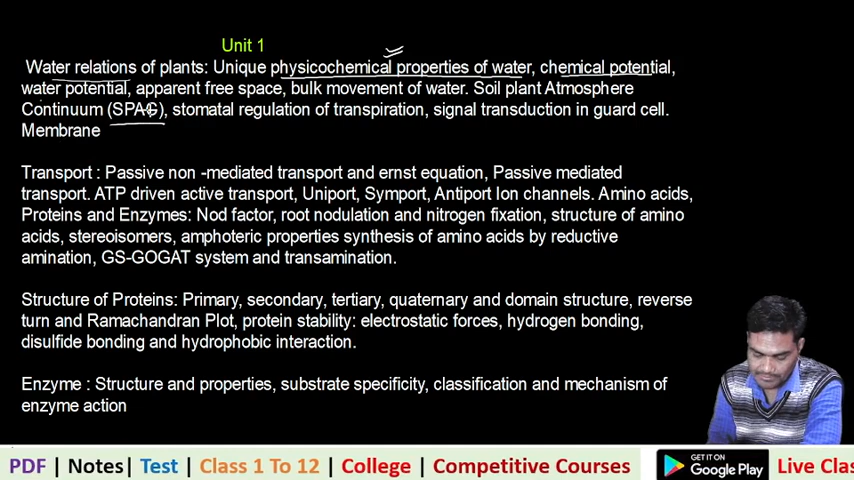 Unit 1
Water relations of plants: Unique physicochemical properties of water, chemical potential,
water potential, apparent free space, bulk movement of water. Soil plant Atmosphere
Continuum (SPAC), stomatal regulation of transpiration, signal transduction in guard cell.
Membrane
Transport : Passive non -mediated transport and ernst equation, Passive mediated
transport. ATP driven active transport, Uniport, Symport, Antiport Ion channels. Amino acids,
Proteins and Enzymes: Nod factor, root nodulation and nitrogen fixation, structure of amino
acids, stereoisomers, amphoteric properties synthesis of amino acids by reductive
amination, GS-GOGAT system and transamination.
Structure of Proteins: Primary, secondary, tertiary, quaternary and domain structure, reverse
turn and Ramachandran Plot, protein stability: electrostatic forces, hydrogen bonding,
disulfide bonding and hydrophobic interaction.
Enzyme : Structure and properties, substrate specificity, classification and mechanism of
enzyme action
PDF | Notes| Test | Class 1 To 12 | College | Competitive Courses GET IT ON Google Play Live Clas